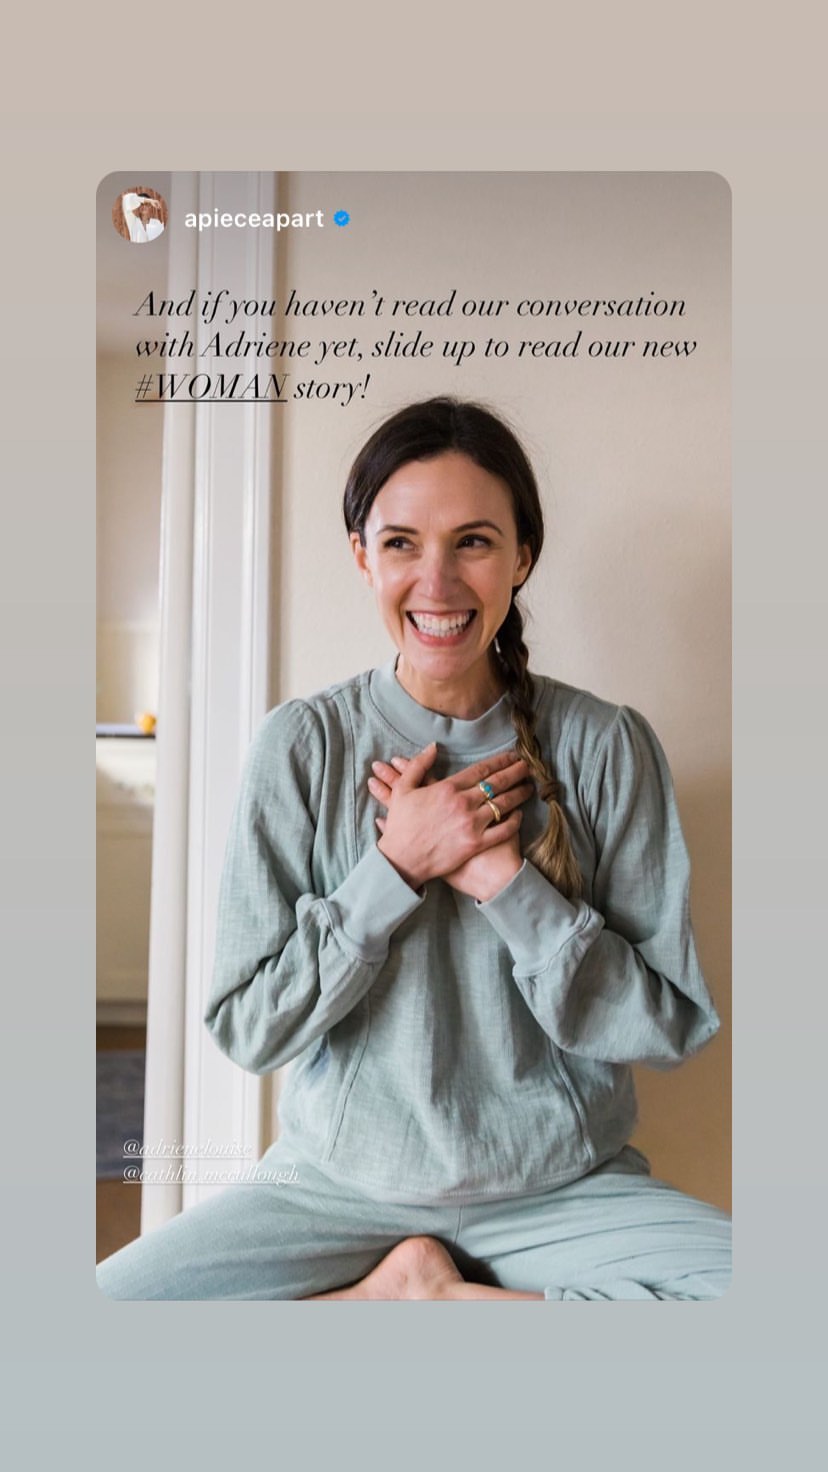 apieceapart
And if you haven't read our conversation
with Adriene yet, slide up to read our new
#WOMAN story!
@adrienelouise
@cathlin mccullough